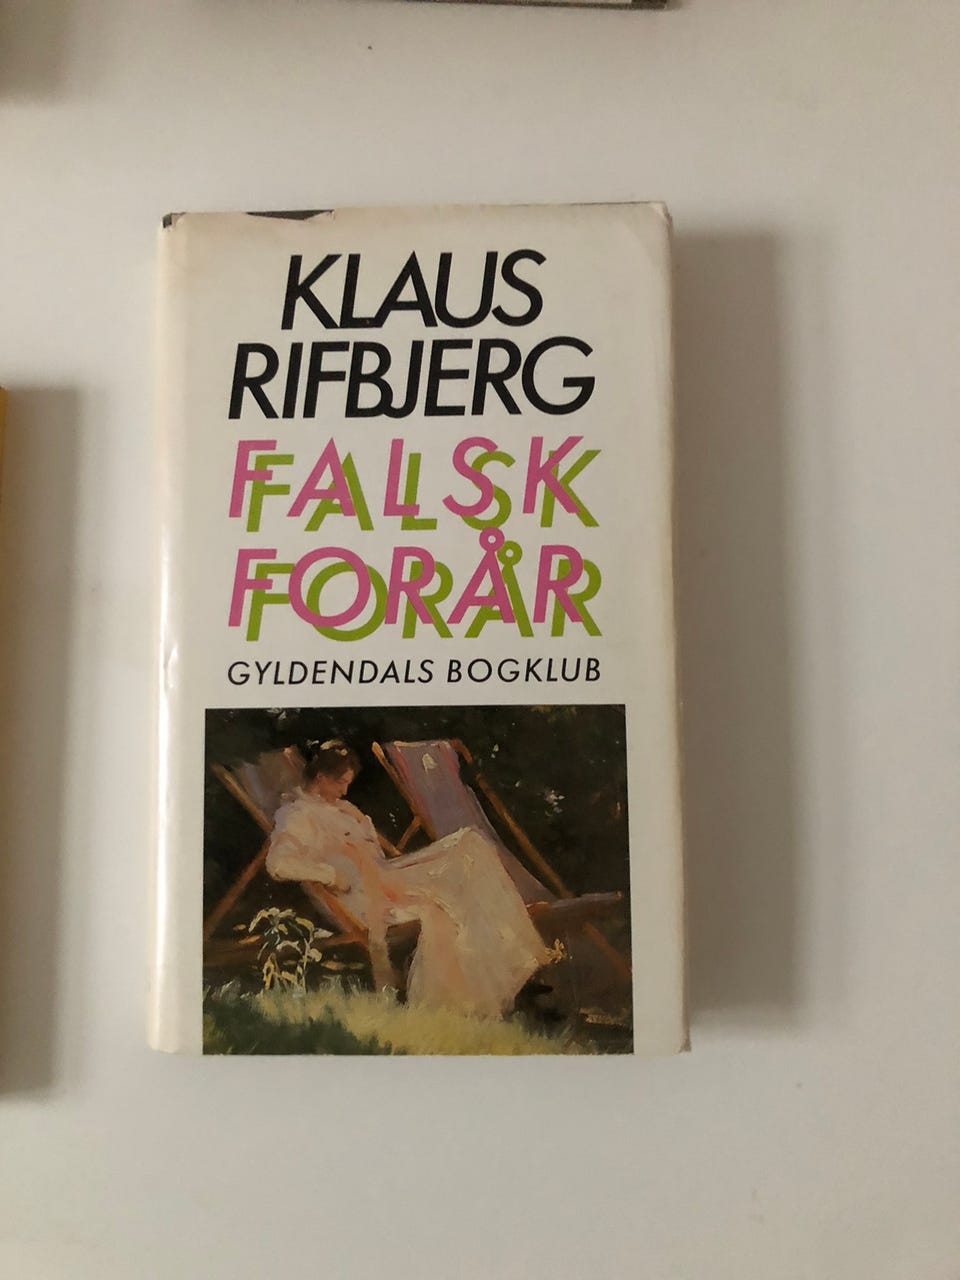 KLAUS
RIFBJERG
FALSK
FORÅR
GYLDENDALS BOGKLUB